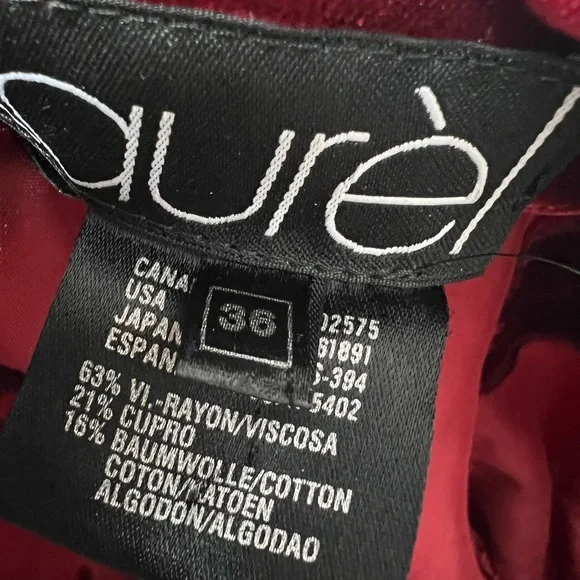 aurèl
36
CANA
USA 02575
JAPAN 61891
ESPAN -394
5402
63% VI.-RAYON/VISCOSA
21% CUPRO
16% BAUMWOLLE/COTTON
COTON/KATOEN
ALGODON/ALGODAO